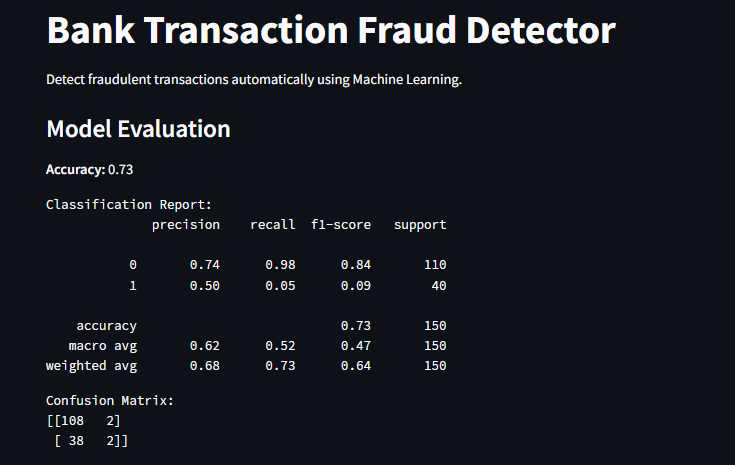 Bank Transaction Fraud Detector
Detect fraudulent transactions automatically using Machine Learning.
Model Evaluation
Accuracy: 0.73
Classification Report:
precision recall f1-score support
0 0.74 0.98 0.84 110
1 0.50 0.05 0.09 40
accuracy 0.73 150
macro avg 0.62 0.52 0.47 150
weighted avg 0.68 0.73 0.64 150
Confusion Matrix:
[[108 2]
[ 38 2]]